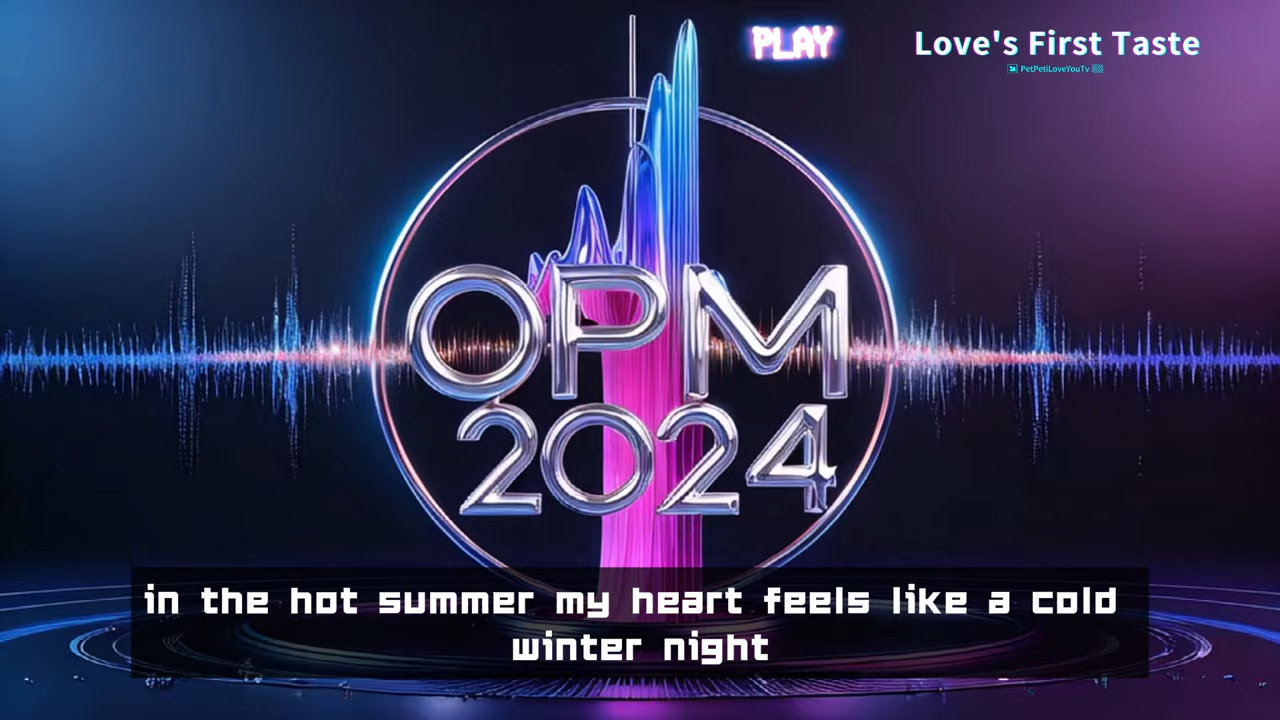 PLAY
Love's First Taste
PetPetiLoveYouTv
OPM
2024
in the hot summer my heart feels like a cold
winter night